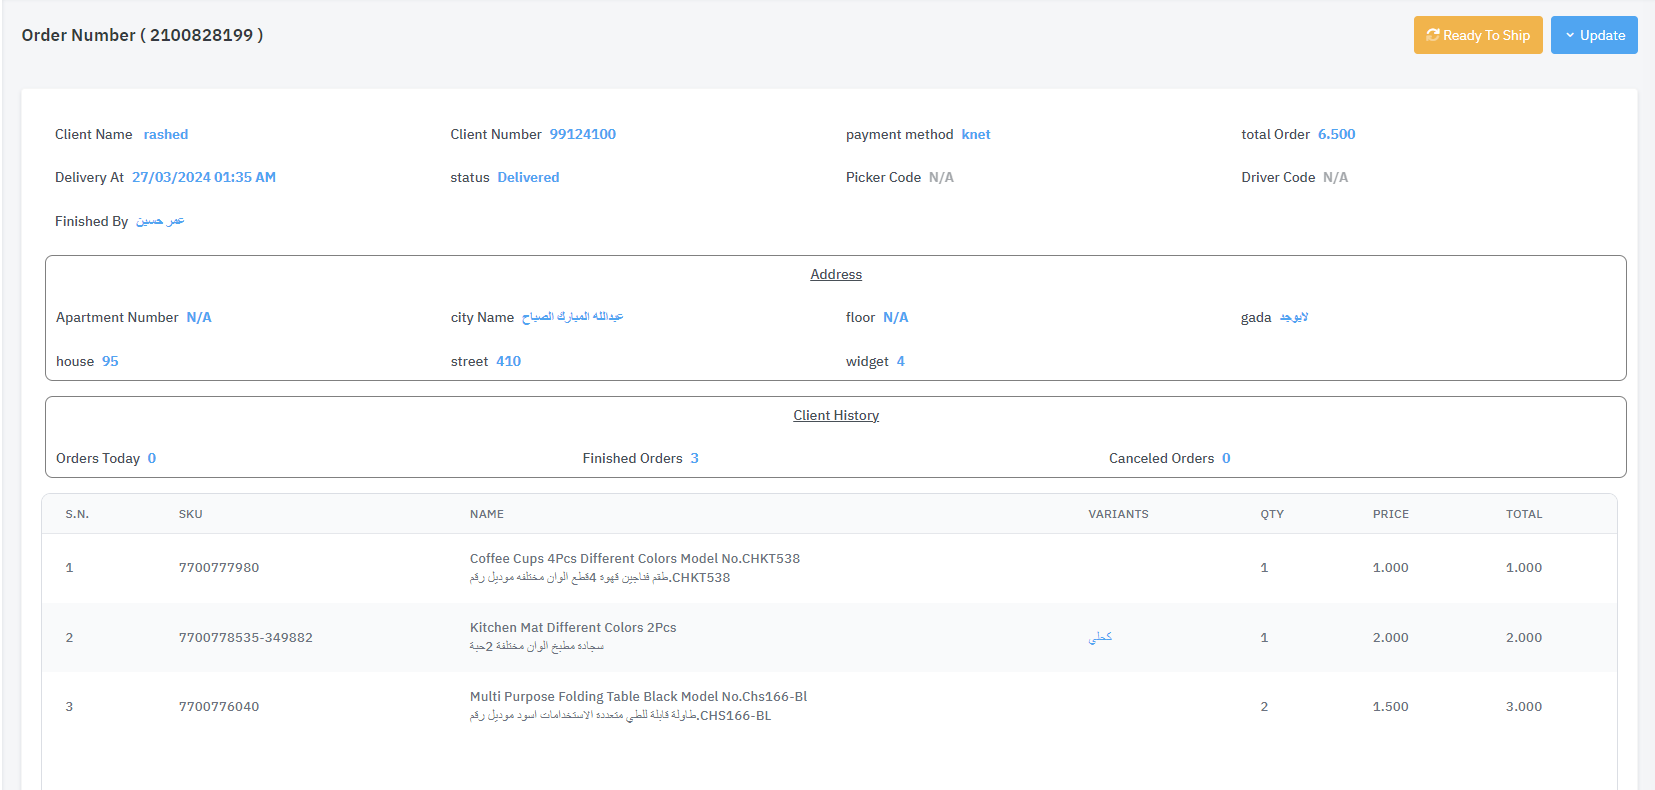 Order Number ( 2100828199 )
Ready To Ship
Update
Client Name rashed
Client Number 99124100
payment method knet
total Order 6.500
Delivery At 27/03/2024 01:35 AM
status Delivered
Picker Code N/A
Driver Code N/A
Finished By عمر حسين
Address
Apartment Number N/A
city Name عبدالله المبارك الصباح
floor N/A
gada لايوجد
house 95
street 410
widget 4
Client History
Orders Today 0
Finished Orders 3
Canceled Orders 0
S.N. SKU NAME VARIANTS QTY PRICE TOTAL
1 7700777980 Coffee Cups 4Pcs Different Colors Model No.CHKT538 1 1.000 1.000
طقم فناجين قهوة 4قطع الوان مختلفه موديل رقم.CHKT538
2 7700778535-349882 Kitchen Mat Different Colors 2Pcs كحلي 1 2.000 2.000
سجادة مطبخ الوان مختلفة 2حبة
3 7700776040 Multi Purpose Folding Table Black Model No.Chs166-Bl 2 1.500 3.000
طاولة قابلة للطي متعددة الاستخدامات اسود موديل رقم.CHS166-BL